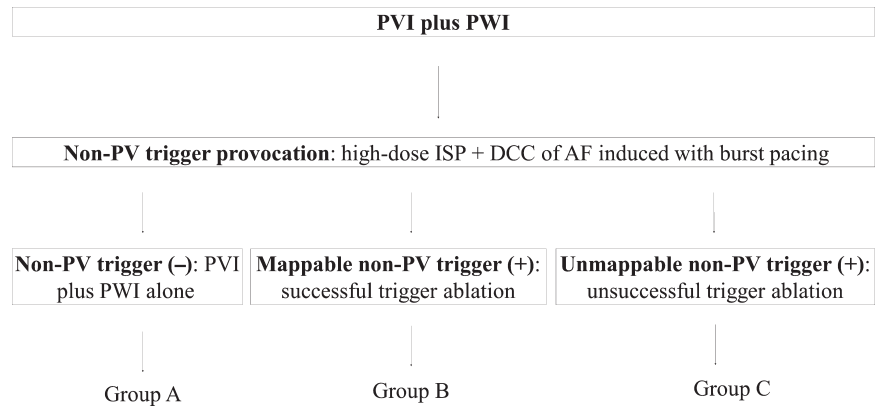 PVI plus PWI
Non-PV trigger provocation: high-dose ISP + DCC of AF induced with burst pacing
Non-PV trigger (–): PVI
plus PWI alone
Mappable non-PV trigger (+):
successful trigger ablation
Unmappable non-PV trigger (+):
unsuccessful trigger ablation
Group A
Group B
Group C